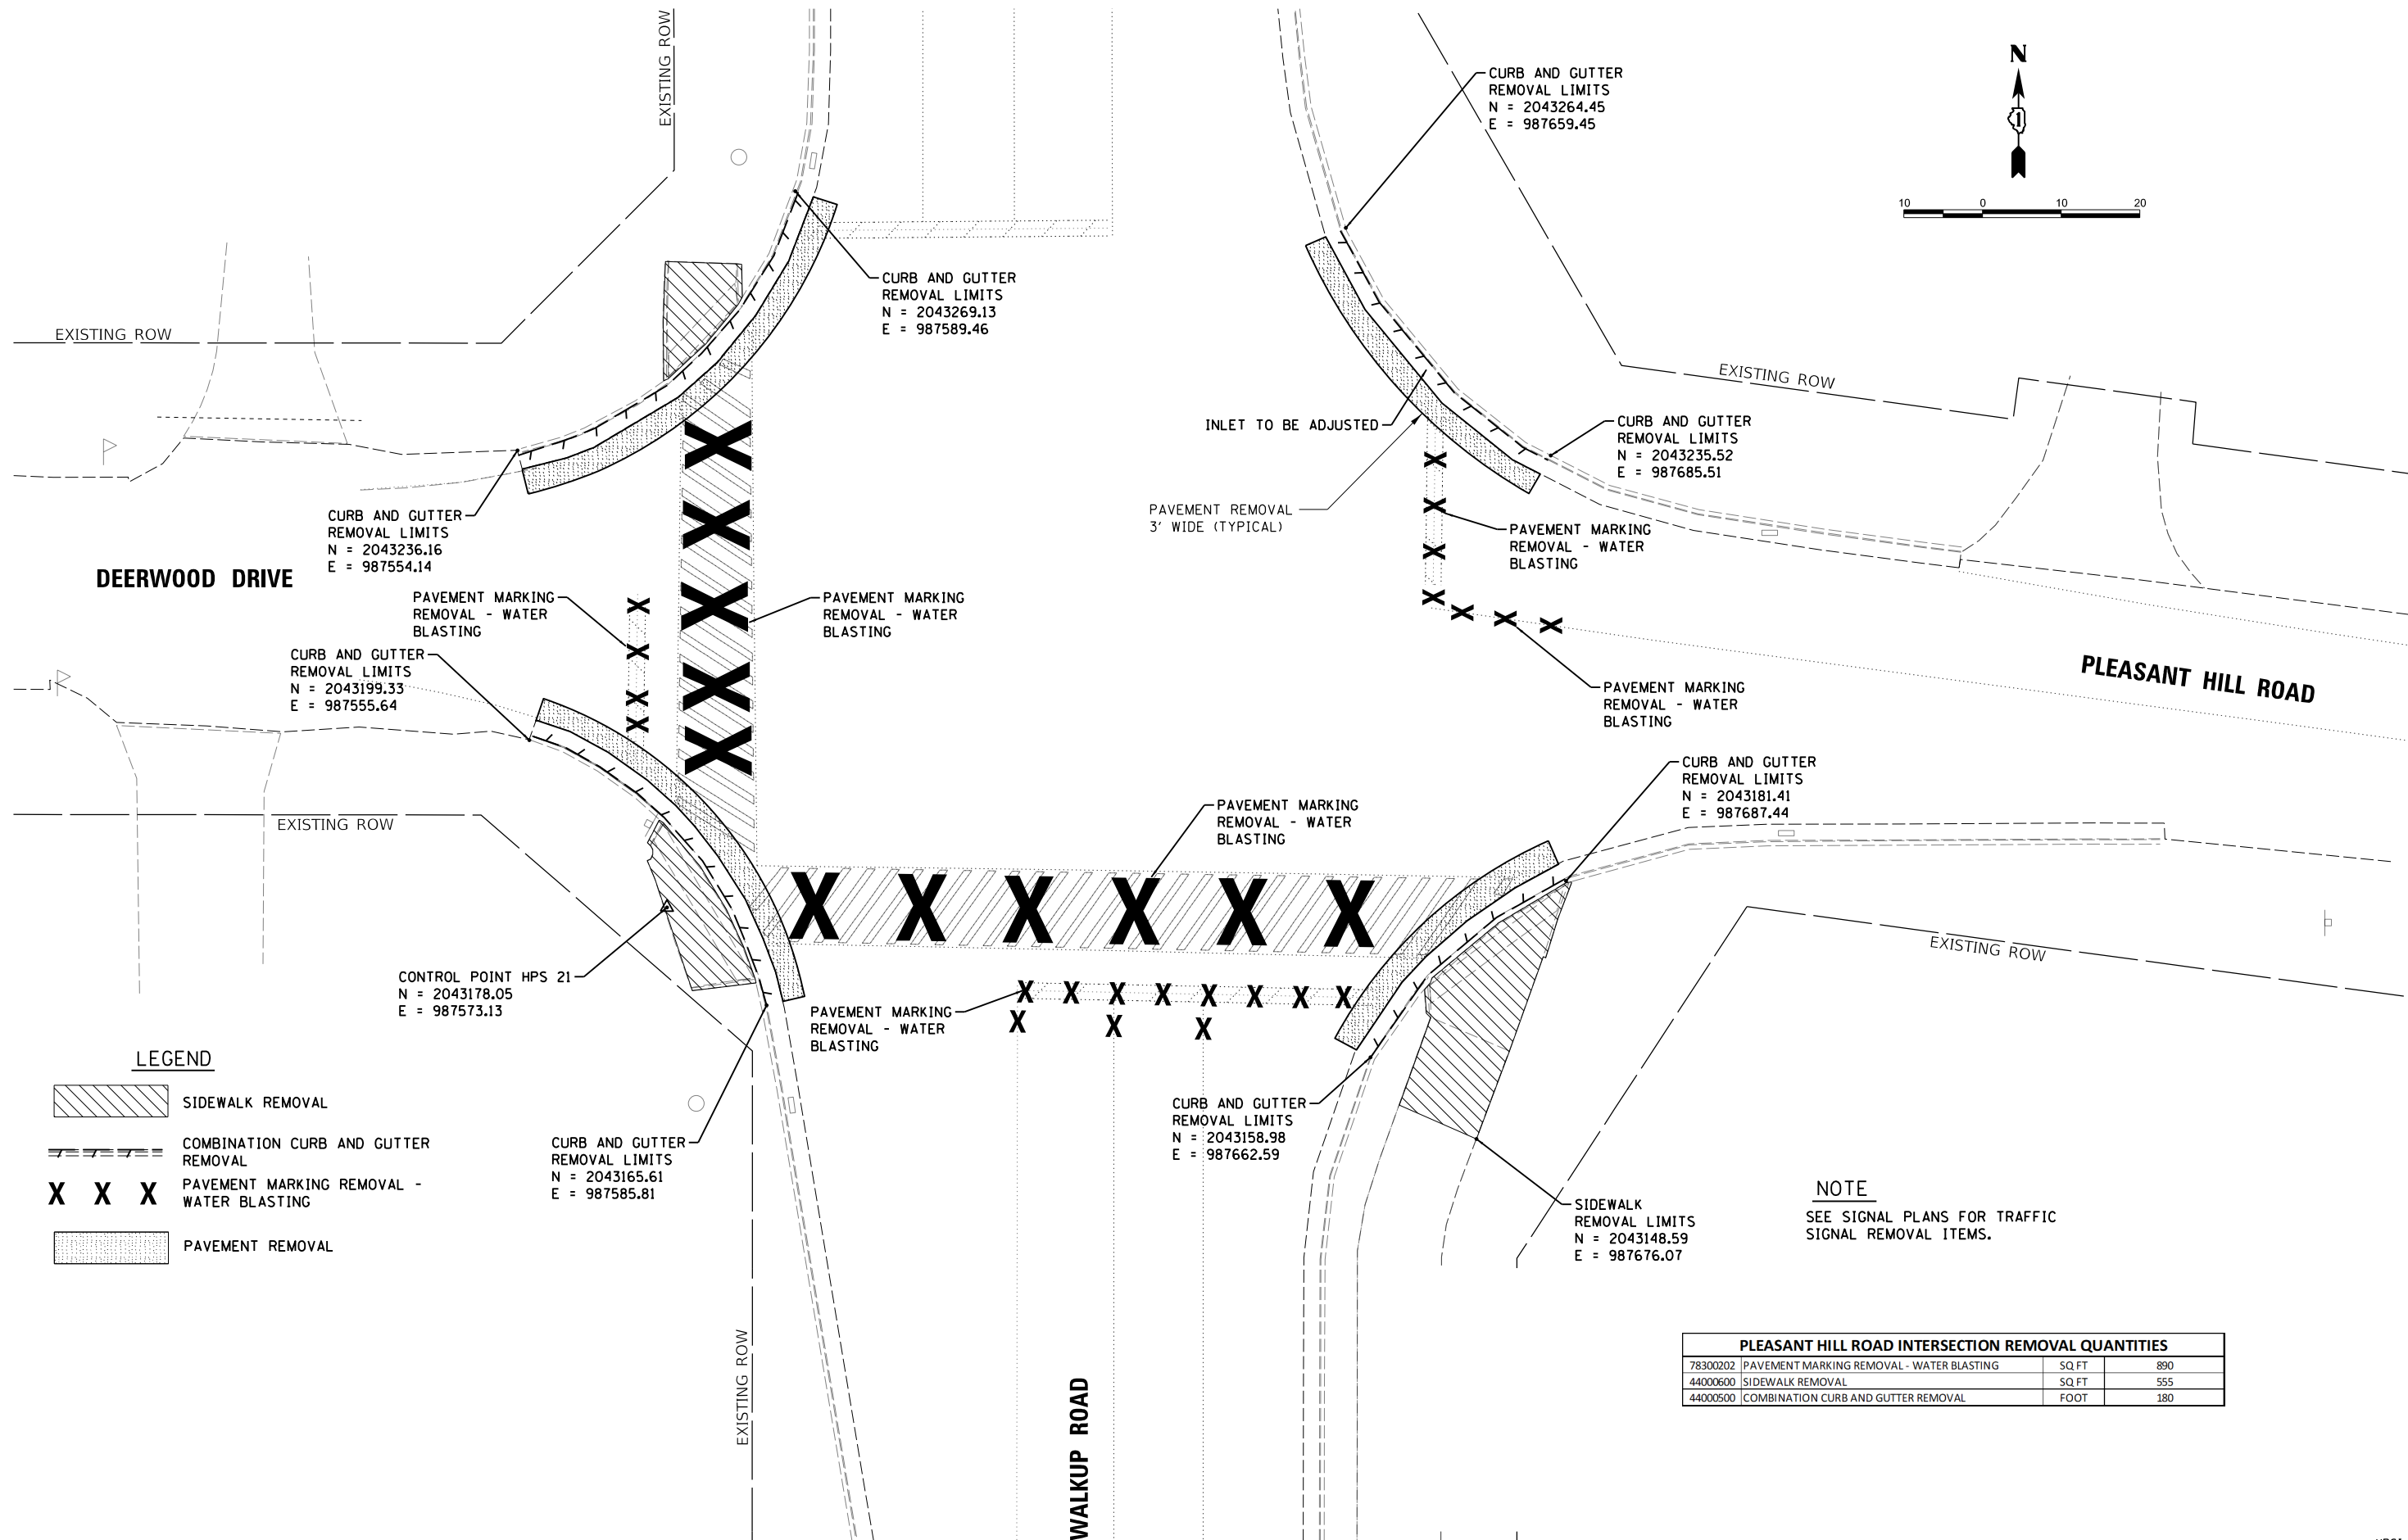 EXISTING ROW
CURB AND GUTTER
REMOVAL LIMITS
N = 2043264.45
E = 987659.45
N
1
10 0 10 20
CURB AND GUTTER
REMOVAL LIMITS
N = 2043269.13
E = 987589.46
EXISTING ROW
EXISTING ROW
INLET TO BE ADJUSTED
CURB AND GUTTER
REMOVAL LIMITS
N = 2043235.52
E = 987685.51
PAVEMENT REMOVAL
3' WIDE (TYPICAL)
PAVEMENT MARKING
REMOVAL - WATER
BLASTING
CURB AND GUTTER
REMOVAL LIMITS
N = 2043236.16
E = 987554.14
DEERWOOD DRIVE
PAVEMENT MARKING
REMOVAL - WATER
BLASTING
PAVEMENT MARKING
REMOVAL - WATER
BLASTING
CURB AND GUTTER
REMOVAL LIMITS
N = 2043199.33
E = 987555.64
PLEASANT HILL ROAD
PAVEMENT MARKING
REMOVAL - WATER
BLASTING
CURB AND GUTTER
REMOVAL LIMITS
N = 2043181.41
E = 987687.44
EXISTING ROW
PAVEMENT MARKING
REMOVAL - WATER
BLASTING
EXISTING ROW
CONTROL POINT HPS 21
N = 2043178.05
E = 987573.13
PAVEMENT MARKING
REMOVAL - WATER
BLASTING
LEGEND
SIDEWALK REMOVAL
COMBINATION CURB AND GUTTER
REMOVAL
X X X PAVEMENT MARKING REMOVAL -
WATER BLASTING
PAVEMENT REMOVAL
CURB AND GUTTER
REMOVAL LIMITS
N = 2043165.61
E = 987585.81
CURB AND GUTTER
REMOVAL LIMITS
N = 2043158.98
E = 987662.59
SIDEWALK
REMOVAL LIMITS
N = 2043148.59
E = 987676.07
NOTE
SEE SIGNAL PLANS FOR TRAFFIC
SIGNAL REMOVAL ITEMS.
EXISTING ROW
WALKUP ROAD
PLEASANT HILL ROAD INTERSECTION REMOVAL QUANTITIES
78300202 PAVEMENT MARKING REMOVAL - WATER BLASTING SQ FT 890
44000600 SIDEWALK REMOVAL SQ FT 555
44000500 COMBINATION CURB AND GUTTER REMOVAL FOOT 180